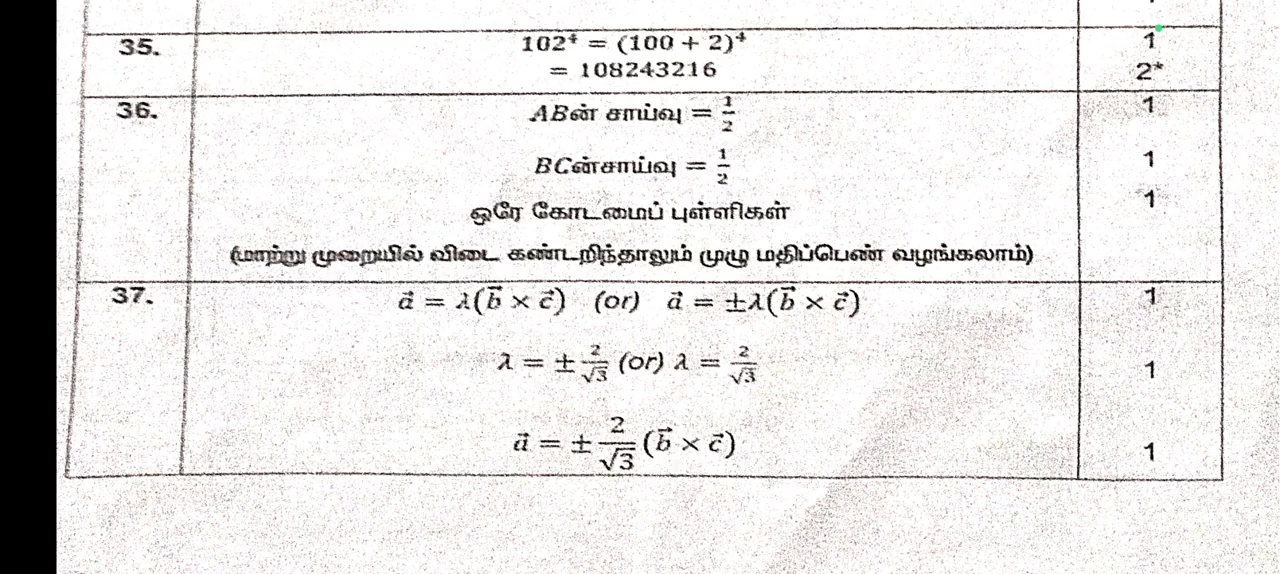 35. 102⁴ = (100 + 2)⁴ 1
= 108243216 2*
36. ABன் சாய்வு = 1/2 1
BCன்சாய்வு = 1/2 1
ஒரே கோடமைப் புள்ளிகள் 1
(மாற்று முறையில் விடை கண்டறிந்தாலும் முழு மதிப்பெண் வழங்கலாம்)
37. a⃗ = λ(b⃗ × c⃗) (or) a⃗ = ±λ(b⃗ × c⃗) 1
λ = ± 2/√3 (or) λ = 2/√3 1
a⃗ = ± 2/√3 (b⃗ × c⃗) 1